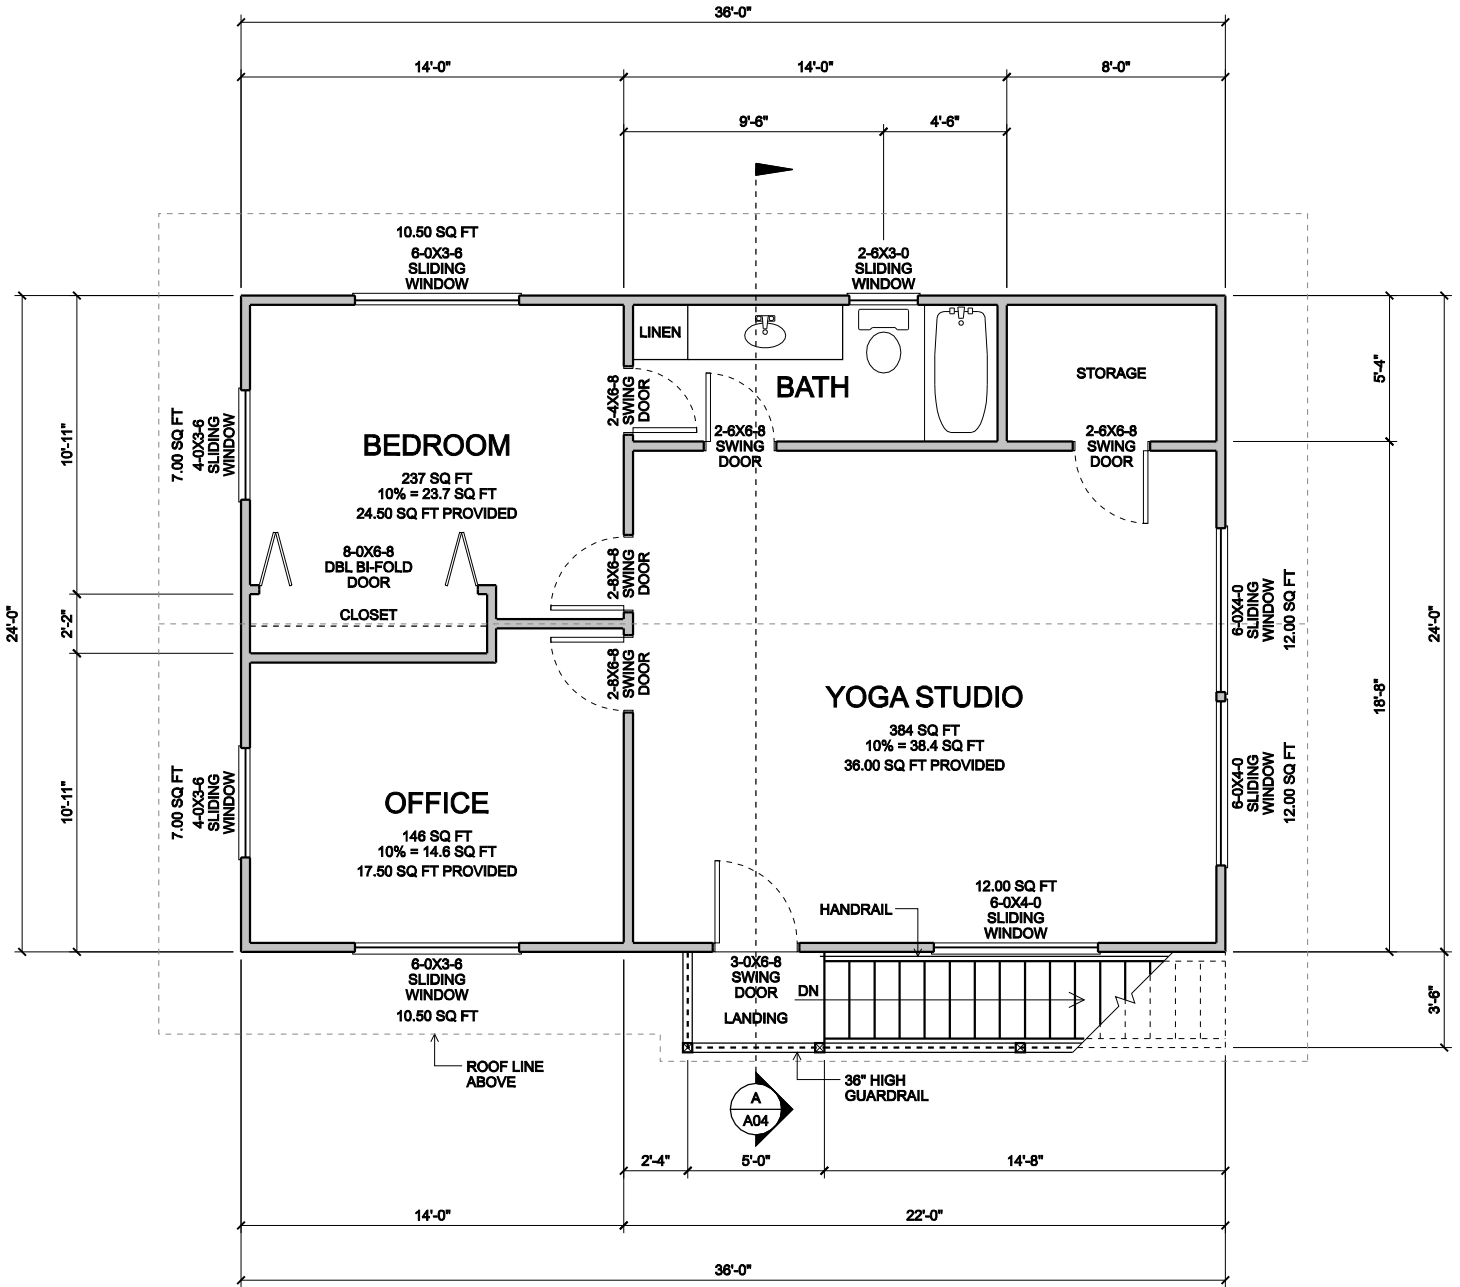 36'-0"
14'-0"
14'-0"
8'-0"
9'-6"
4'-6"
10.50 SQ FT
6-0X3-6
SLIDING
WINDOW
2-6X3-0
SLIDING
WINDOW
LINEN
BATH
STORAGE
2-4X6-8
SWING
DOOR
2-6X6-8
SWING
DOOR
2-6X6-8
SWING
DOOR
5'-4"
10'-11"
7.00 SQ FT
4-0X3-6
SLIDING
WINDOW
BEDROOM
237 SQ FT
10% = 23.7 SQ FT
24.50 SQ FT PROVIDED
8-0X6-8
DBL BI-FOLD
DOOR
CLOSET
2-8X6-8
SWING
DOOR
2-8X6-8
SWING
DOOR
24'-0"
2'-2"
6-0X4-0
SLIDING
WINDOW
12.00 SQ FT
24'-0"
18'-8"
YOGA STUDIO
384 SQ FT
10% = 38.4 SQ FT
36.00 SQ FT PROVIDED
6-0X4-0
SLIDING
WINDOW
12.00 SQ FT
10'-11"
7.00 SQ FT
4-0X3-6
SLIDING
WINDOW
OFFICE
146 SQ FT
10% = 14.6 SQ FT
17.50 SQ FT PROVIDED
12.00 SQ FT
6-0X4-0
SLIDING
WINDOW
HANDRAIL
6-0X3-6
SLIDING
WINDOW
10.50 SQ FT
3-0X6-8
SWING
DOOR
DN
LANDING
3'-6"
ROOF LINE
ABOVE
36" HIGH
GUARDRAIL
A
A04
2'-4"
5'-0"
14'-8"
14'-0"
22'-0"
36'-0"